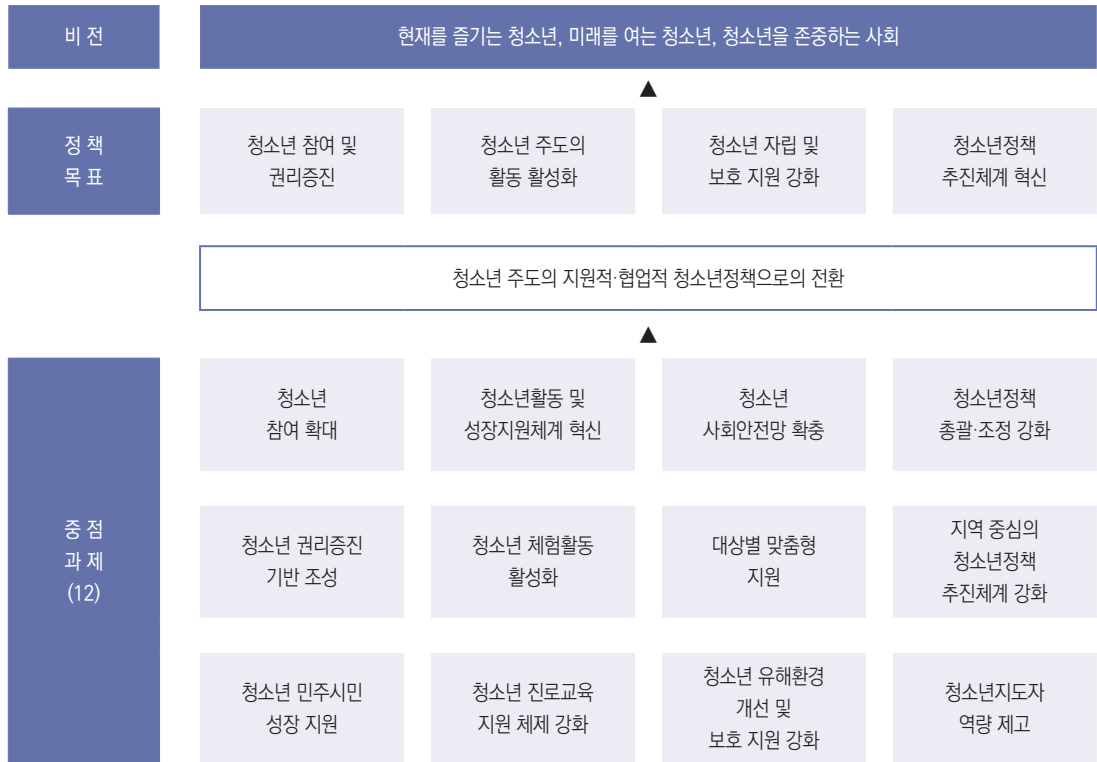 비 전
현재를 즐기는 청소년, 미래를 여는 청소년, 청소년을 존중하는 사회
▲
정 책
목 표
청소년 참여 및
권리증진
청소년 주도의
활동 활성화
청소년 자립 및
보호 지원 강화
청소년정책
추진체계 혁신
청소년 주도의 지원적·협업적 청소년정책으로의 전환
▲
중 점
과 제
(12)
청소년
참여 확대
청소년활동 및
성장지원체계 혁신
청소년
사회안전망 확충
청소년정책
총괄·조정 강화
청소년 권리증진
기반 조성
청소년 체험활동
활성화
대상별 맞춤형
지원
지역 중심의
청소년정책
추진체계 강화
청소년 민주시민
성장 지원
청소년 진로교육
지원 체제 강화
청소년 유해환경
개선 및
보호 지원 강화
청소년지도자
역량 제고